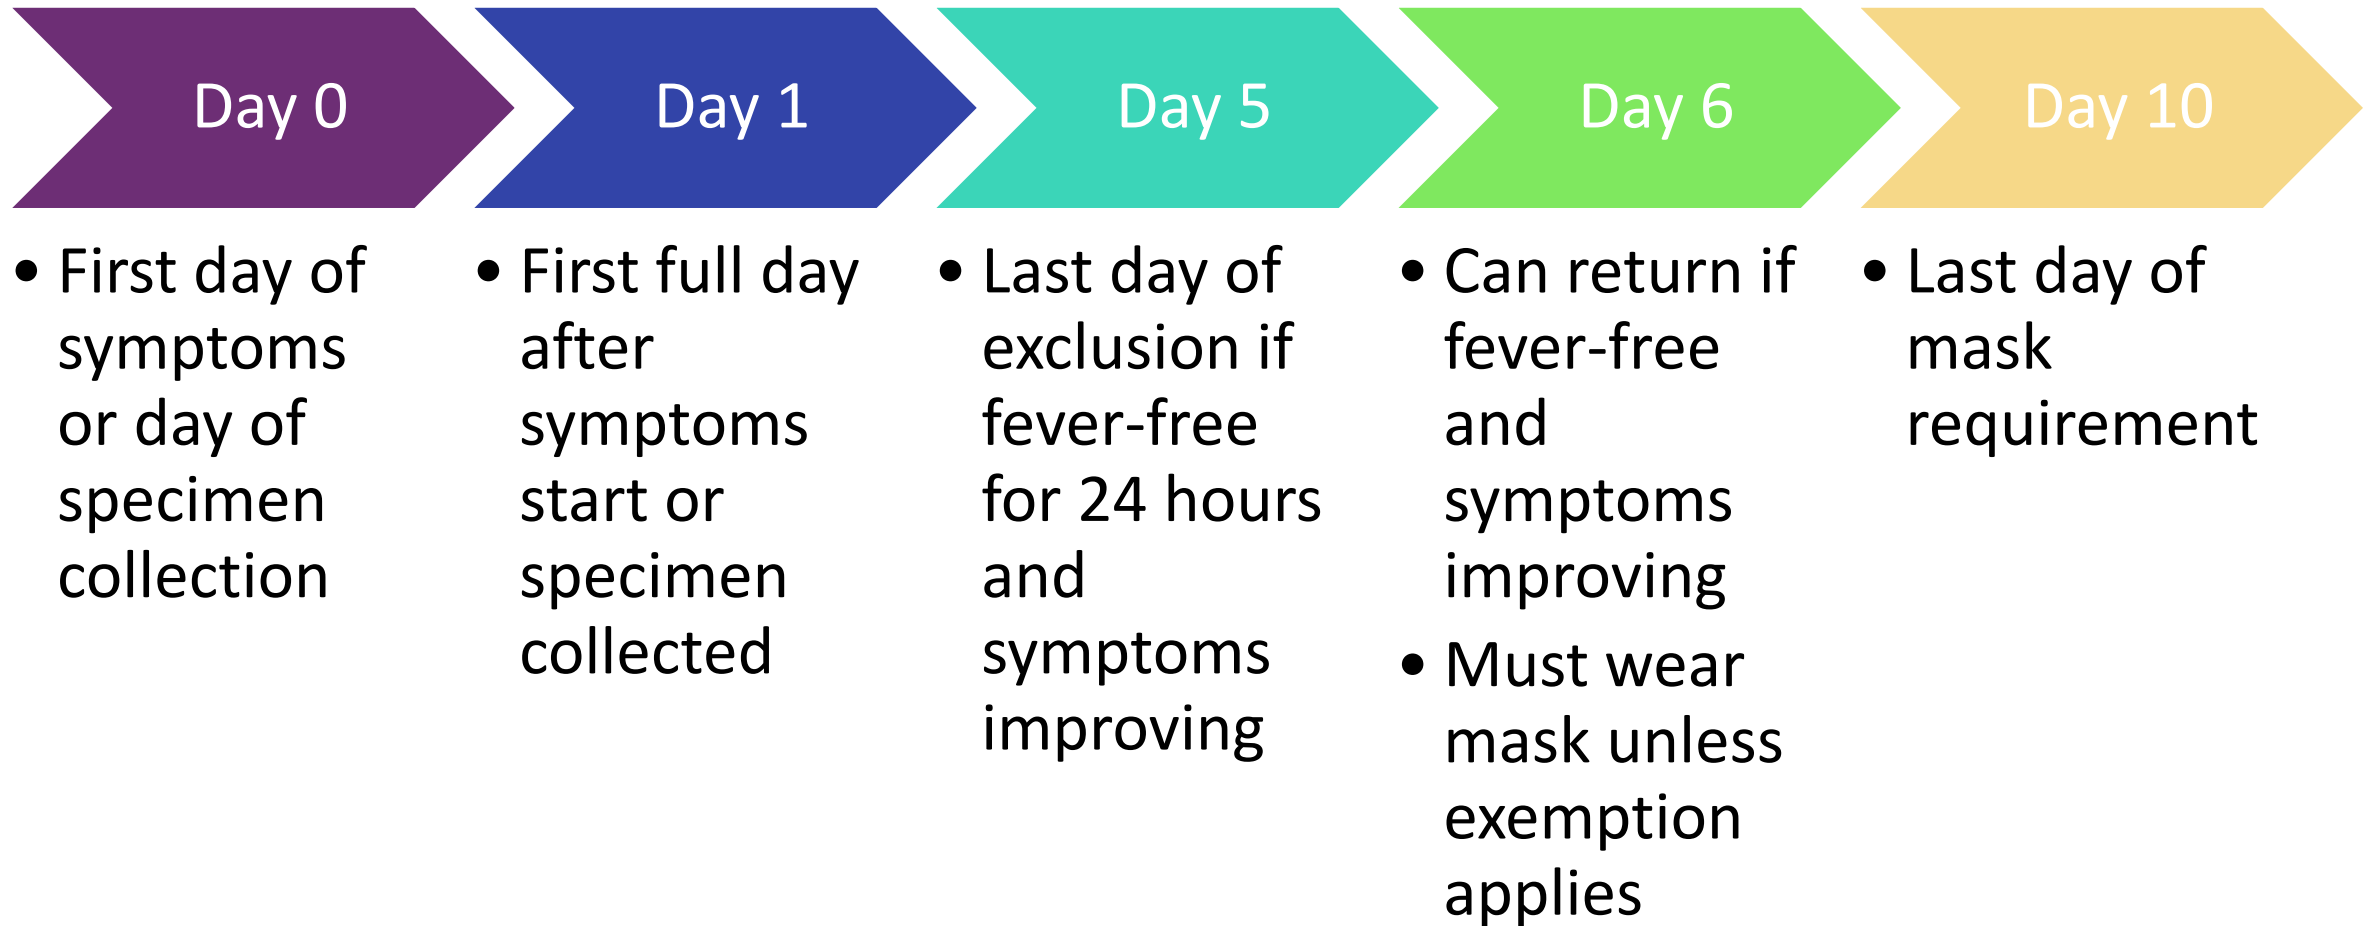 Day 0
Day 1
Day 5
Day 6
Day 10
• First day of
symptoms
or day of
specimen
collection
• First full day
after
symptoms
start or
specimen
collected
• Last day of
exclusion if
fever-free
for 24 hours
and
symptoms
improving
• Can return if
fever-free
and
symptoms
improving
• Must wear
mask unless
exemption
applies
• Last day of
mask
requirement